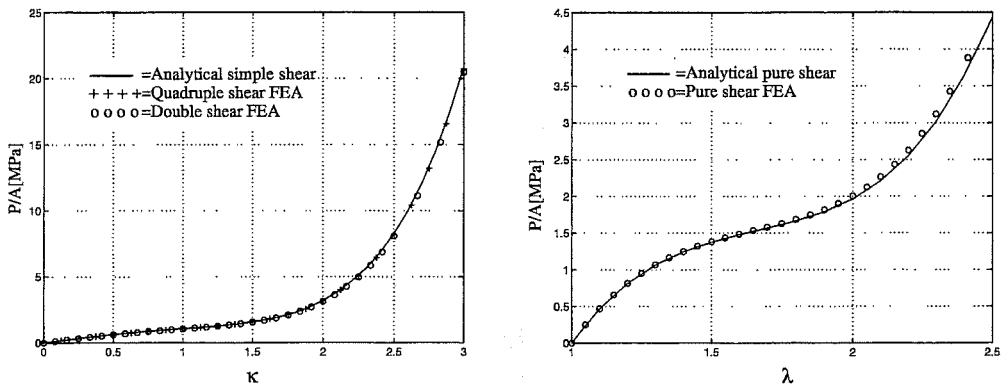 25
20
15
10
5
0
P/A[MPa]
=Analytical simple shear
++++=Quadruple shear FEA
o o o o=Double shear FEA
0 0.5 1 1.5 2 2.5 3
κ
4.5
4
3.5
3
2.5
2
1.5
1
0.5
0
P/A[MPa]
=Analytical pure shear
o o o o=Pure shear FEA
1 1.5 2 2.5
λ